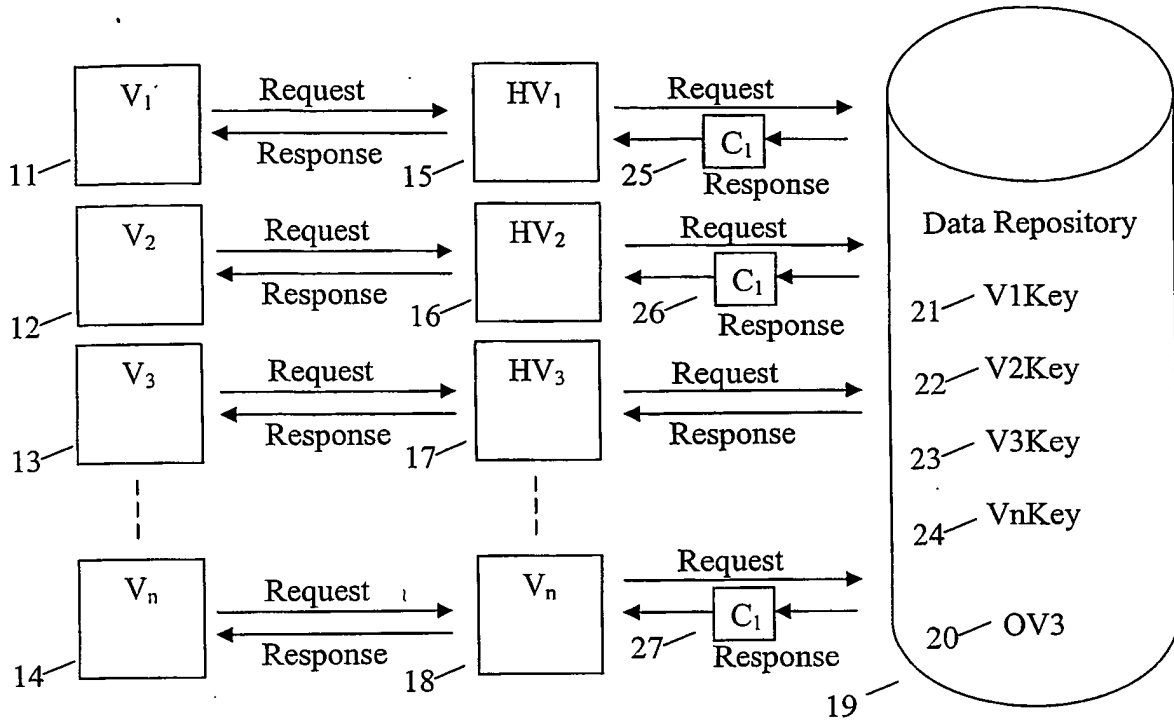 V₁ Request HV₁ Request
Response C₁
11 15 25 Response
V₂ Request HV₂ Request Data Repository
Response C₁
12 16 26 Response 21 V1Key
V₃ Request HV₃ Request 22 V2Key
Response Response
13 17 23 V3Key
24 VnKey
Vₙ Request Vₙ Request
Response C₁ 20 OV3
14 18 27 Response 19